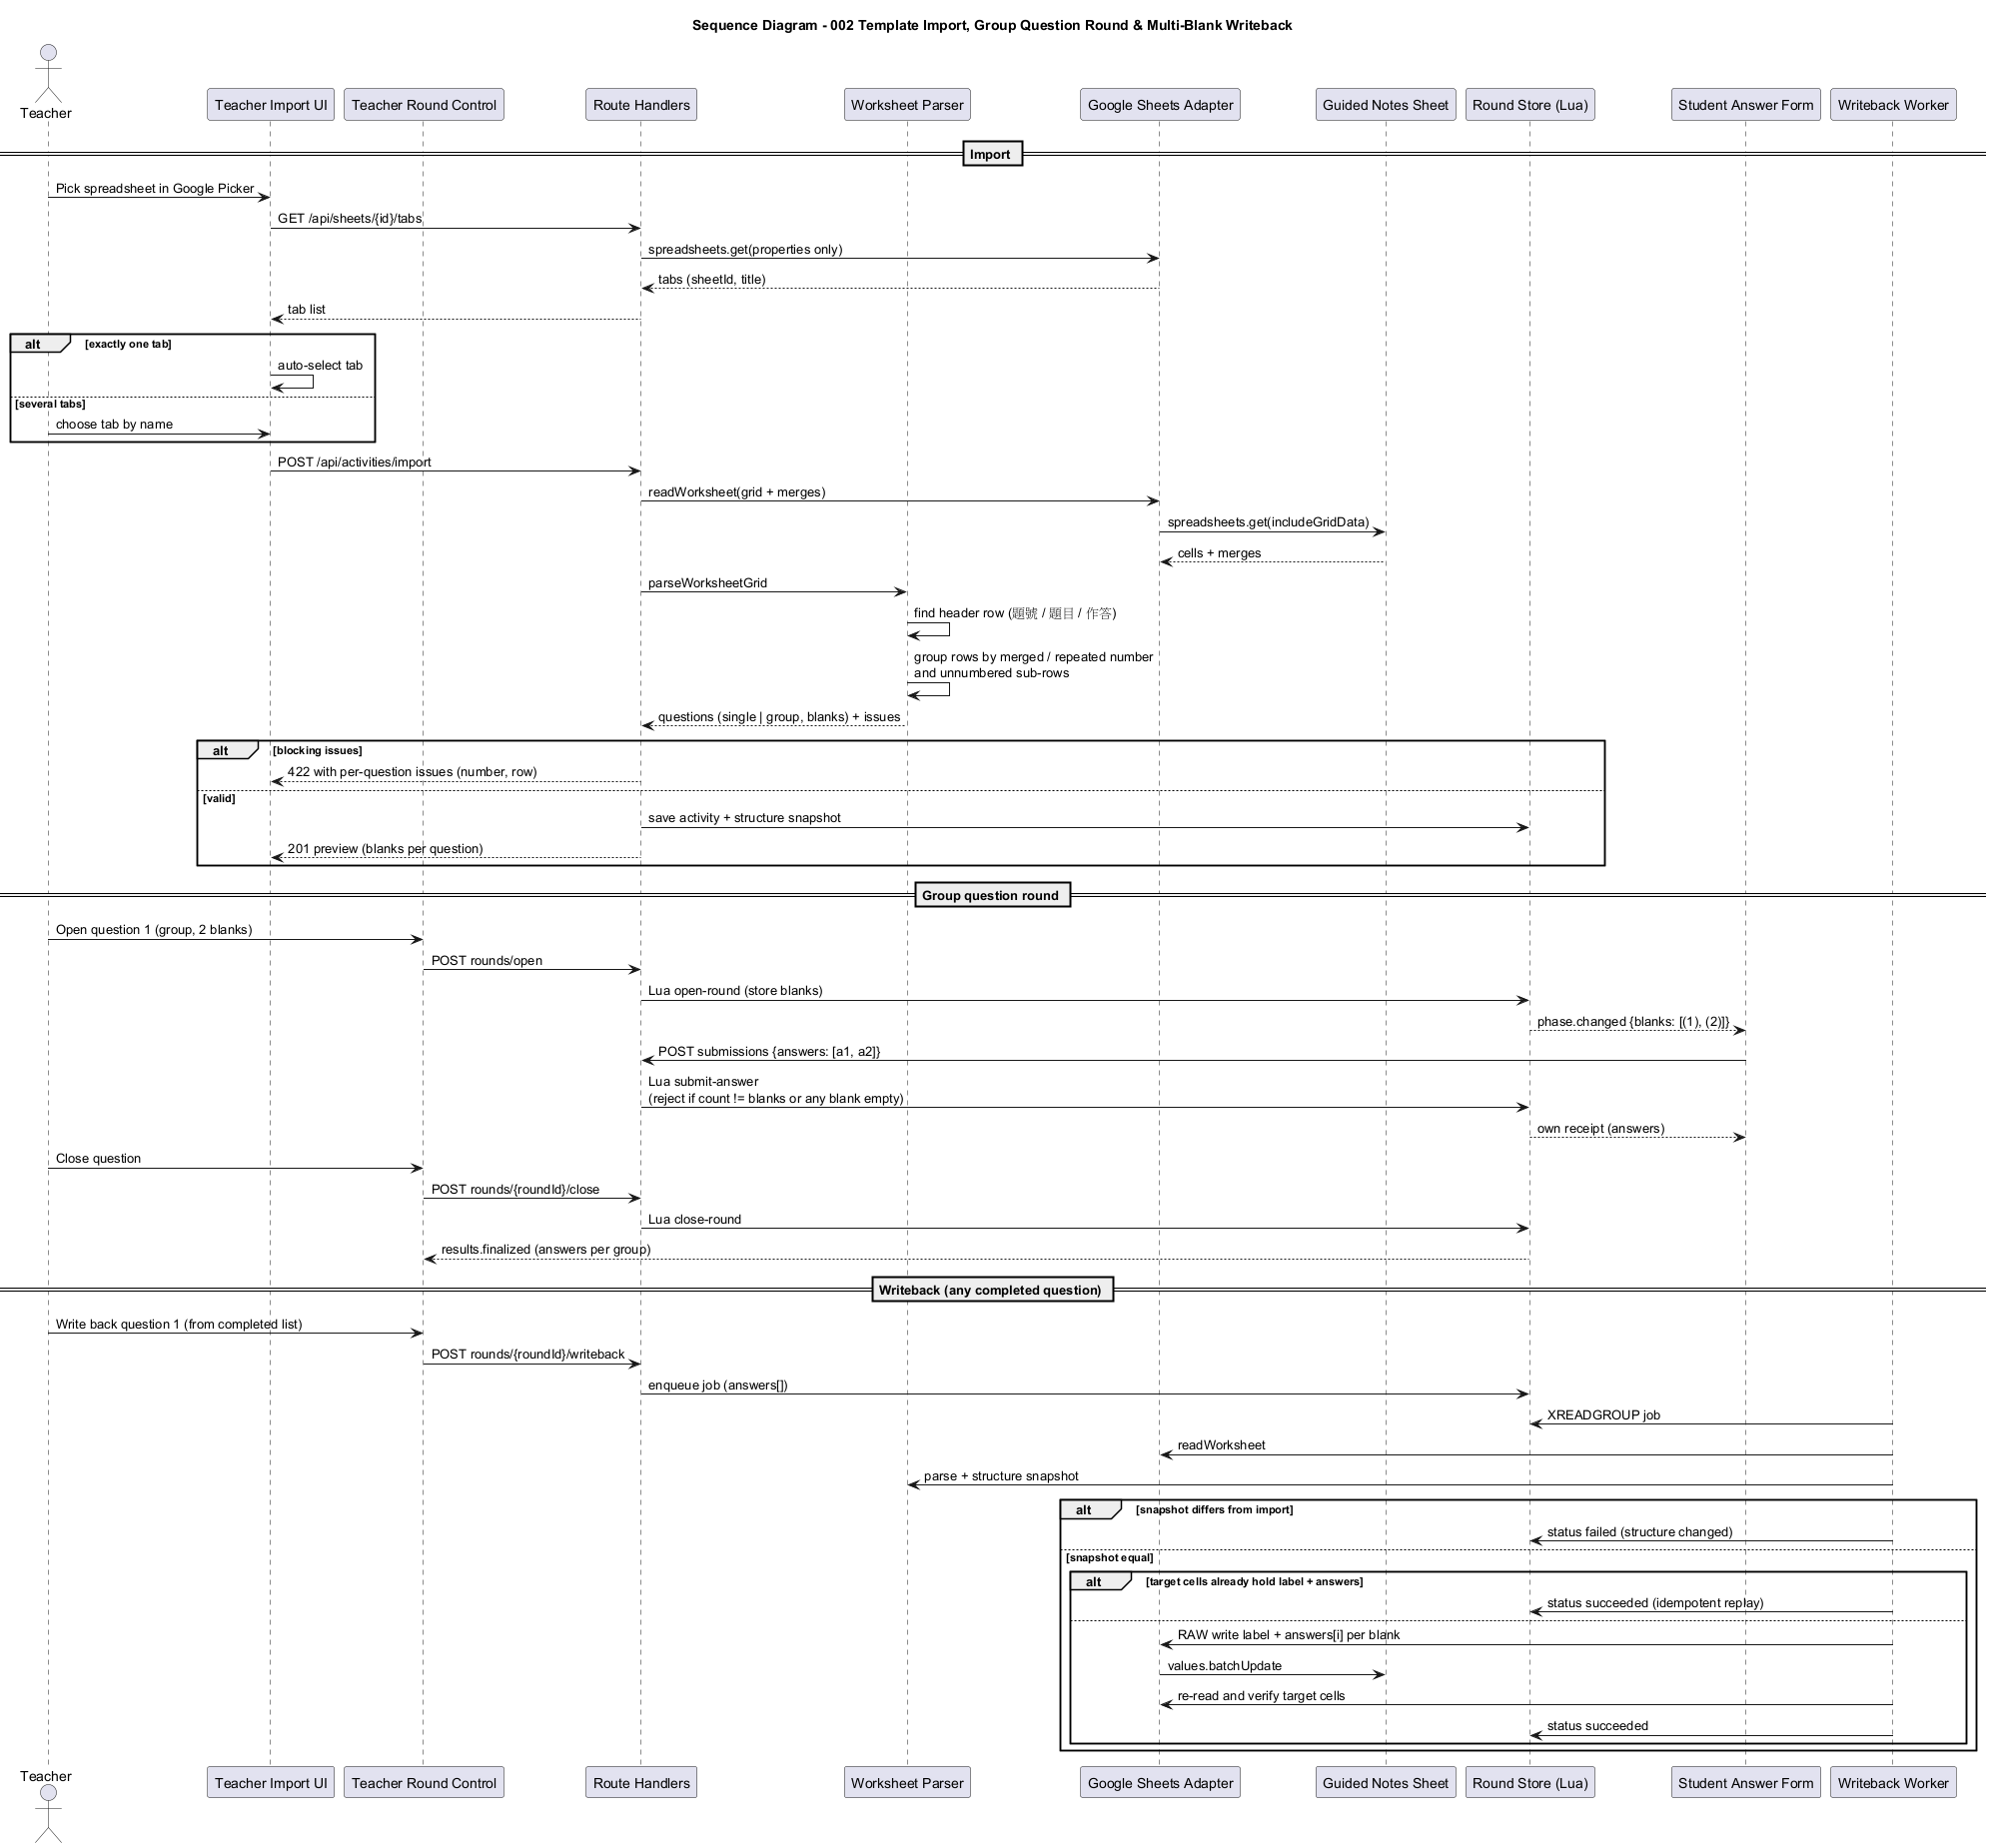 Sequence Diagram - 002 Template Import, Group Question Round & Multi-Blank Writeback
Teacher
Teacher Import UI
Teacher Round Control
Route Handlers
Worksheet Parser
Google Sheets Adapter
Guided Notes Sheet
Round Store (Lua)
Student Answer Form
Writeback Worker
Import
Pick spreadsheet in Google Picker
GET /api/sheets/{id}/tabs
spreadsheets.get(properties only)
tabs (sheetId, title)
tab list
alt [exactly one tab]
auto-select tab
[several tabs]
choose tab by name
POST /api/activities/import
readWorksheet(grid + merges)
spreadsheets.get(includeGridData)
cells + merges
parseWorksheetGrid
find header row (題號 / 題目 / 作答)
group rows by merged / repeated number
and unnumbered sub-rows
questions (single | group, blanks) + issues
alt [blocking issues]
422 with per-question issues (number, row)
[valid]
save activity + structure snapshot
201 preview (blanks per question)
Group question round
Open question 1 (group, 2 blanks)
POST rounds/open
Lua open-round (store blanks)
phase.changed {blanks: [(1), (2)]}
POST submissions {answers: [a1, a2]}
Lua submit-answer
(reject if count != blanks or any blank empty)
own receipt (answers)
Close question
POST rounds/{roundId}/close
Lua close-round
results.finalized (answers per group)
Writeback (any completed question)
Write back question 1 (from completed list)
POST rounds/{roundId}/writeback
enqueue job (answers[])
XREADGROUP job
readWorksheet
parse + structure snapshot
alt [snapshot differs from import]
status failed (structure changed)
[snapshot equal]
alt [target cells already hold label + answers]
status succeeded (idempotent replay)
RAW write label + answers[i] per blank
values.batchUpdate
re-read and verify target cells
status succeeded
Teacher
Teacher Import UI
Teacher Round Control
Route Handlers
Worksheet Parser
Google Sheets Adapter
Guided Notes Sheet
Round Store (Lua)
Student Answer Form
Writeback Worker